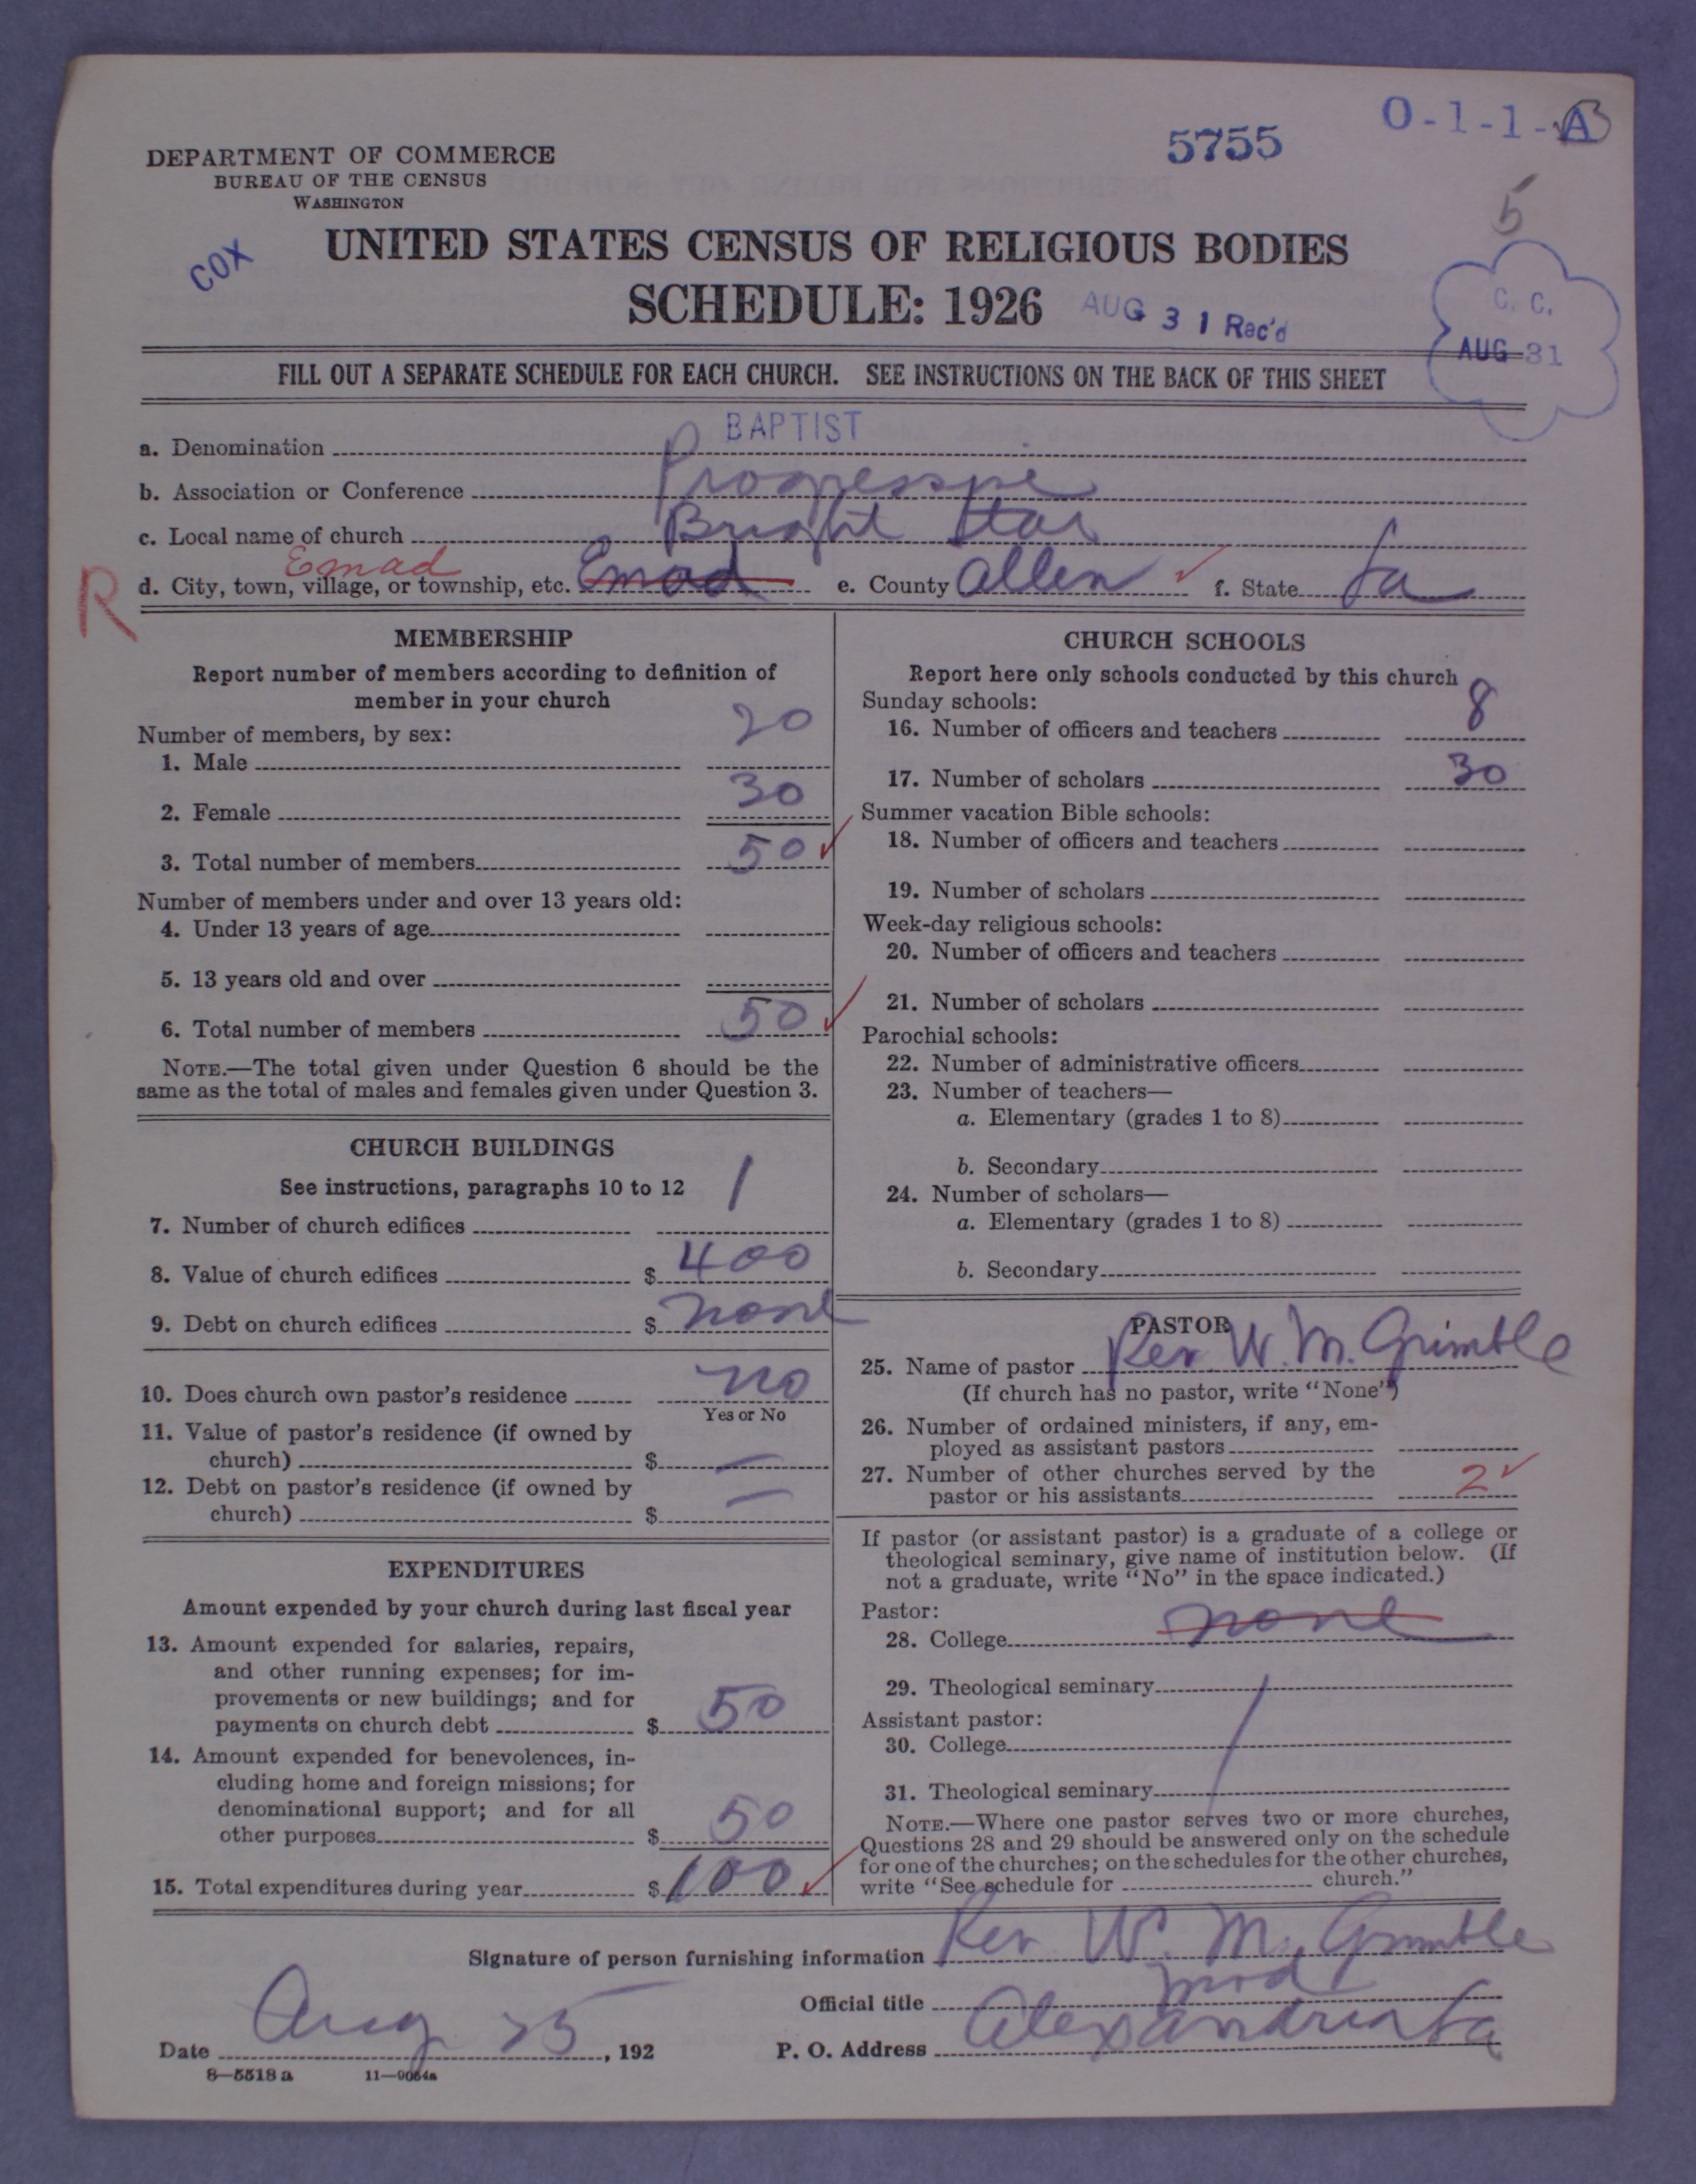 O-1-1-A B
5755
DEPARTMENT OF COMMERCE
BUREAU OF THE CENSUS
WASHINGTON
5
COX
UNITED STATES CENSUS OF RELIGIOUS BODIES
SCHEDULE: 1926
AUG 31 Rec'd
C. C.
AUG 31
FILL OUT A SEPARATE SCHEDULE FOR EACH CHURCH. SEE INSTRUCTIONS ON THE BACK OF THIS SHEET
a. Denomination BAPTIST
b. Association or Conference Progressive
c. Local name of church Bright Star
Emad
R d. City, town, village, or township, etc. Emad e. County Allen f. State La
MEMBERSHIP
Report number of members according to definition of
member in your church
Number of members, by sex:
1. Male 20
2. Female 30
3. Total number of members 50
Number of members under and over 13 years old:
4. Under 13 years of age
5. 13 years old and over
6. Total number of members 50
NOTE.—The total given under Question 6 should be the
same as the total of males and females given under Question 3.
CHURCH BUILDINGS
See instructions, paragraphs 10 to 12
7. Number of church edifices 1
8. Value of church edifices $ 400
9. Debt on church edifices $ none
10. Does church own pastor's residence no
Yes or No
11. Value of pastor's residence (if owned by
church) $ —
12. Debt on pastor's residence (if owned by
church) $ —
EXPENDITURES
Amount expended by your church during last fiscal year
13. Amount expended for salaries, repairs,
and other running expenses; for im-
provements or new buildings; and for
payments on church debt $ 50
14. Amount expended for benevolences, in-
cluding home and foreign missions; for
denominational support; and for all
other purposes $ 50
15. Total expenditures during year $ 100
CHURCH SCHOOLS
Report here only schools conducted by this church
Sunday schools:
16. Number of officers and teachers 8
17. Number of scholars 30
Summer vacation Bible schools:
18. Number of officers and teachers
19. Number of scholars
Week-day religious schools:
20. Number of officers and teachers
21. Number of scholars
Parochial schools:
22. Number of administrative officers
23. Number of teachers—
a. Elementary (grades 1 to 8)
b. Secondary
24. Number of scholars—
a. Elementary (grades 1 to 8)
b. Secondary
PASTOR
25. Name of pastor Rev W. M. Grimble
(If church has no pastor, write "None")
26. Number of ordained ministers, if any, em-
ployed as assistant pastors
27. Number of other churches served by the
pastor or his assistants 2
If pastor (or assistant pastor) is a graduate of a college or
theological seminary, give name of institution below. (If
not a graduate, write "No" in the space indicated.)
Pastor:
28. College none
29. Theological seminary
Assistant pastor:
30. College
31. Theological seminary
NOTE.—Where one pastor serves two or more churches,
Questions 28 and 29 should be answered only on the schedule
for one of the churches; on the schedules for the other churches,
write "See schedule for church."
Signature of person furnishing information Rev. W. M. Grimble
Official title mod
Date Aug 25, 192
P. O. Address Alexandria La
8—5518 a 11—9064a